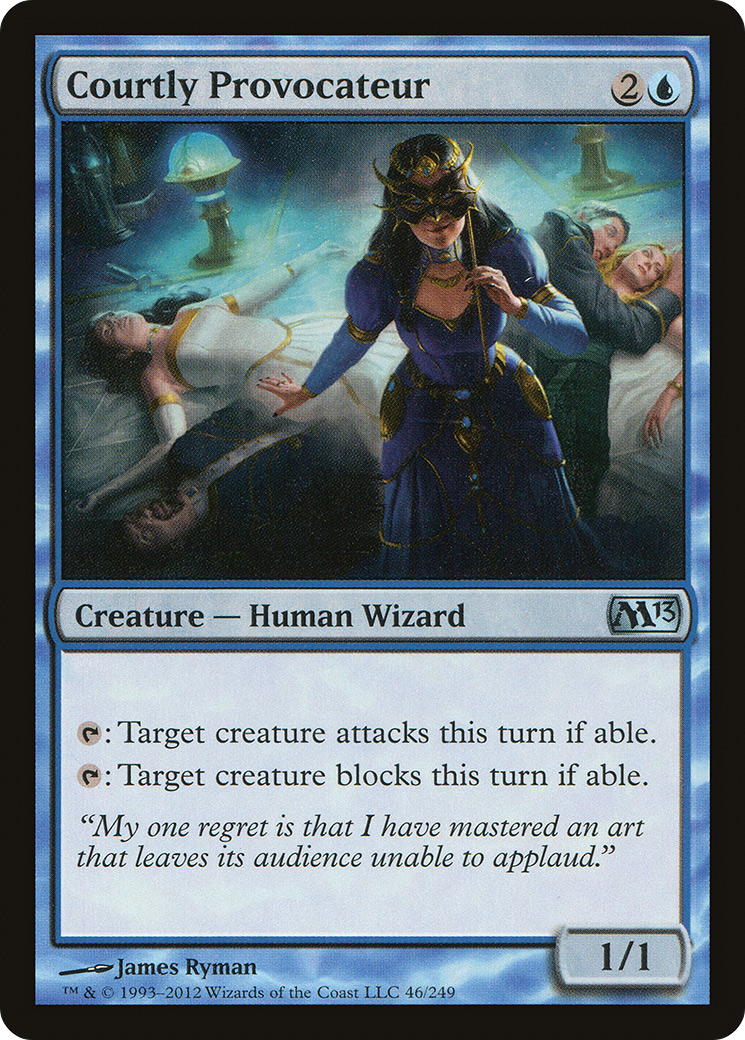 Courtly Provocateur 2
Creature — Human Wizard M13
: Target creature attacks this turn if able.
: Target creature blocks this turn if able.
“My one regret is that I have mastered an art
that leaves its audience unable to applaud.”
1/1
James Ryman
™ & © 1993–2012 Wizards of the Coast LLC 46/249